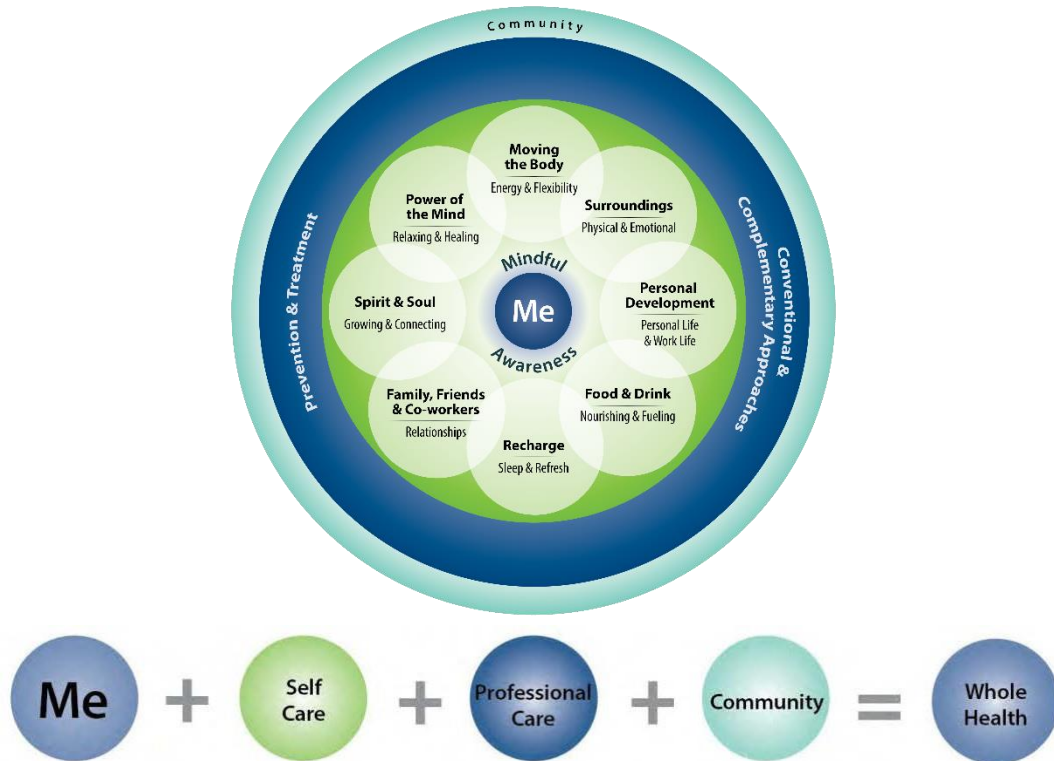 Community
Moving
the Body
Energy & Flexibility
Surroundings
Physical & Emotional
Personal
Development
Personal Life
& Work Life
Food & Drink
Nourishing & Fueling
Recharge
Sleep & Refresh
Family, Friends
& Co-workers
Relationships
Spirit & Soul
Growing & Connecting
Power of
the Mind
Relaxing & Healing
Mindful
Me
Awareness
Prevention & Treatment
Conventional &
Complementary Approaches
Me
+
Self
Care
+
Professional
Care
+
Community
=
Whole
Health